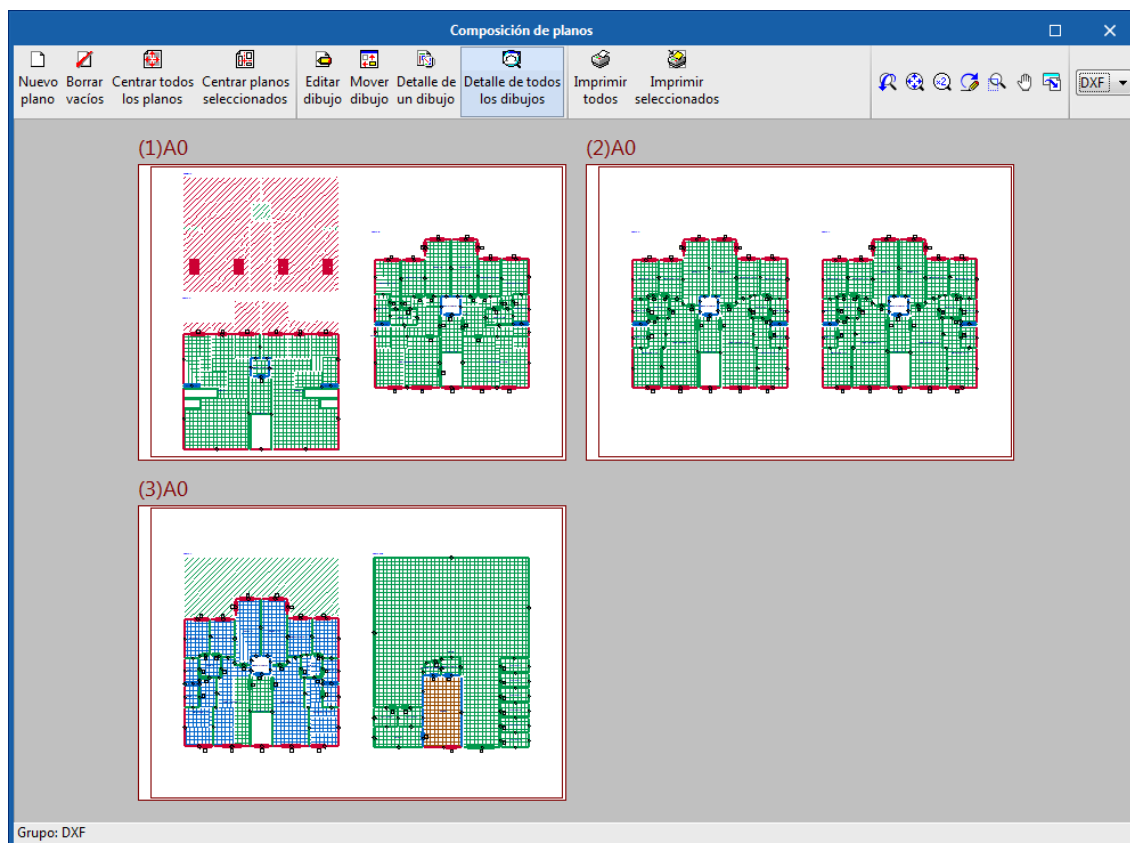 Composición de planos
Nuevo plano
Borrar vacíos
Centrar todos los planos
Centrar planos seleccionados
Editar dibujo
Mover dibujo
Detalle de un dibujo
Detalle de todos los dibujos
Imprimir todos
Imprimir seleccionados
x2
DXF
(1)A0
(2)A0
(3)A0
Grupo: DXF